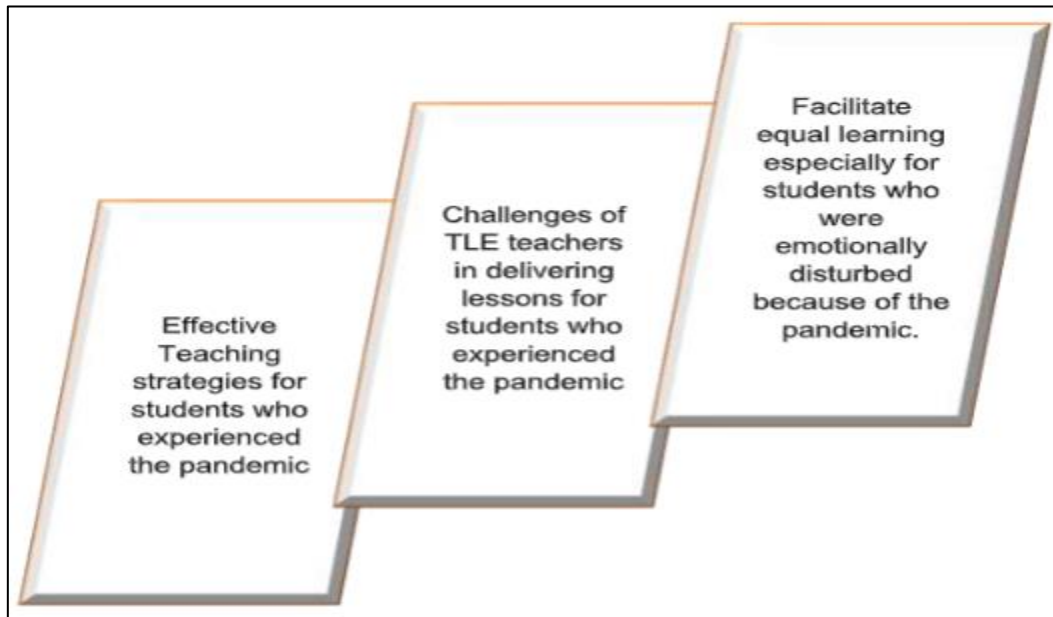 Effective
Teaching
strategies for
students who
experienced
the pandemic
Challenges of
TLE teachers
in delivering
lessons for
students who
experienced
the pandemic
Facilitate
equal learning
especially for
students who
were
emotionally
disturbed
because of the
pandemic.